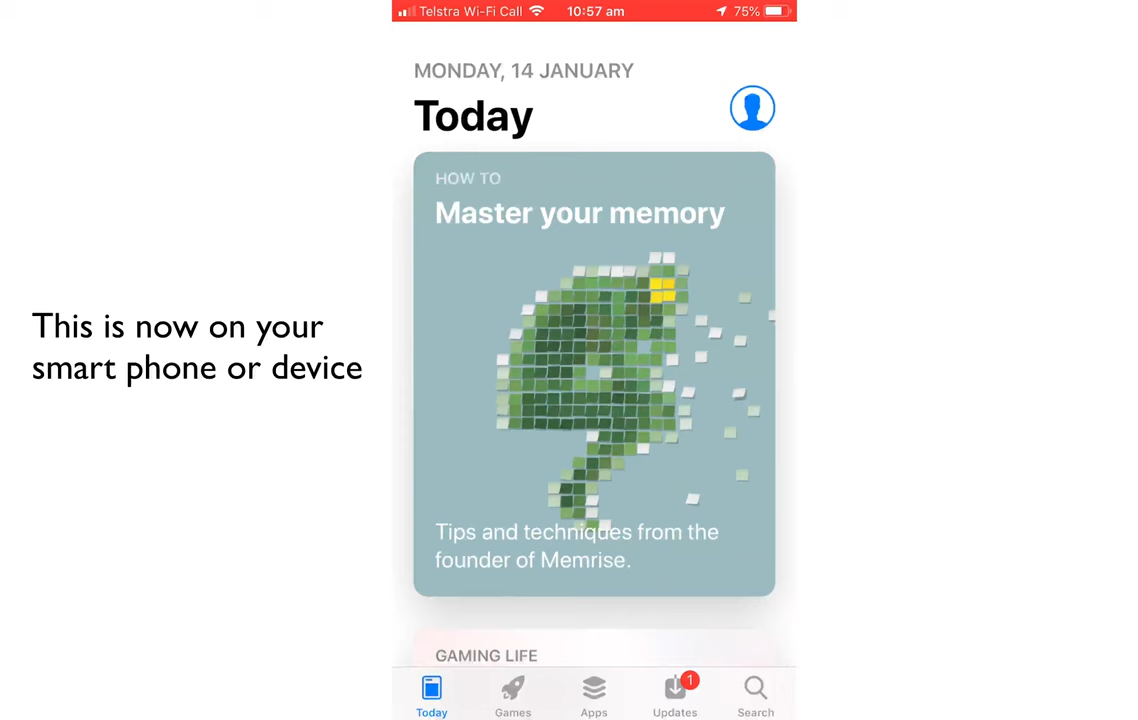 Telstra Wi-Fi Call
10:57 am
75%
MONDAY, 14 JANUARY
Today
HOW TO
Master your memory
This is now on your
smart phone or device
Tips and techniques from the
founder of Memrise.
GAMING LIFE
1
Today
Games
Apps
Updates
Search